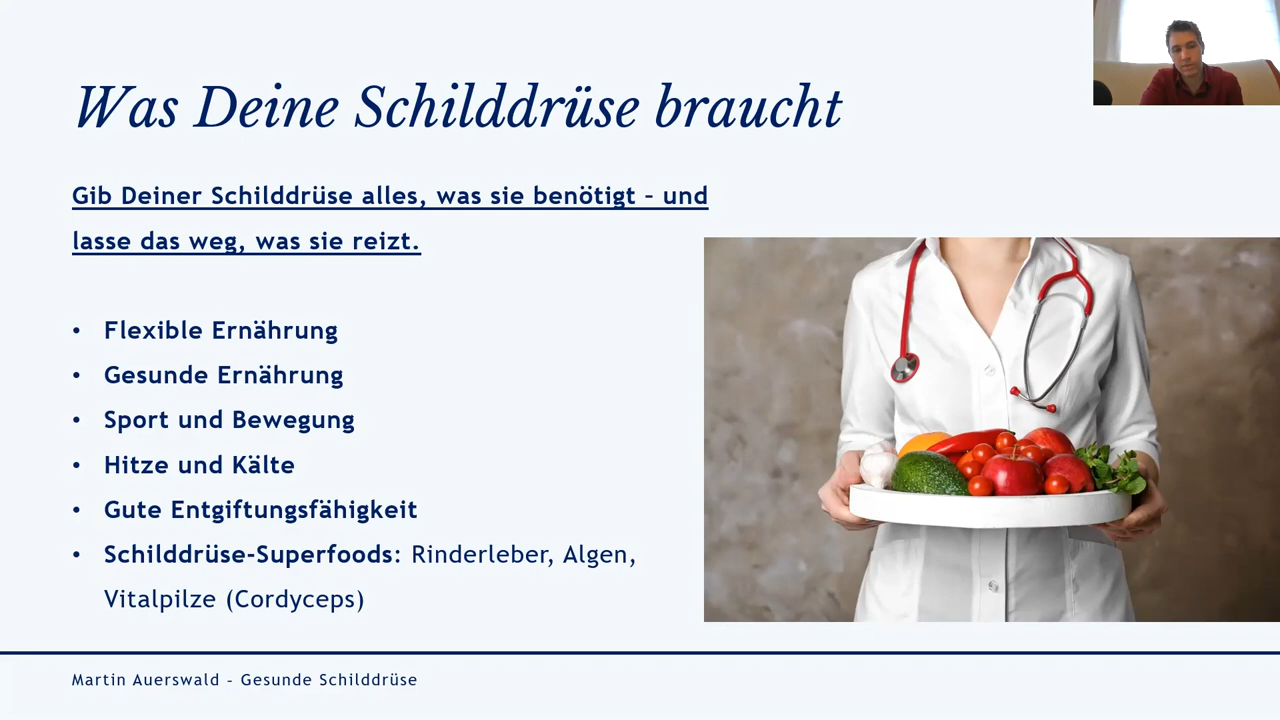 Was Deine Schilddrüse braucht
Gib Deiner Schilddrüse alles, was sie benötigt – und
lasse das weg, was sie reizt.
• Flexible Ernährung
• Gesunde Ernährung
• Sport und Bewegung
• Hitze und Kälte
• Gute Entgiftungsfähigkeit
• Schilddrüse-Superfoods: Rinderleber, Algen,
Vitalpilze (Cordyceps)
Martin Auerswald – Gesunde Schilddrüse